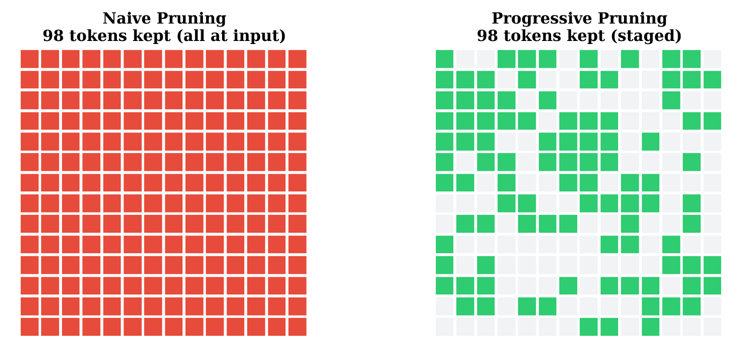 Naive Pruning
98 tokens kept (all at input)
Progressive Pruning
98 tokens kept (staged)